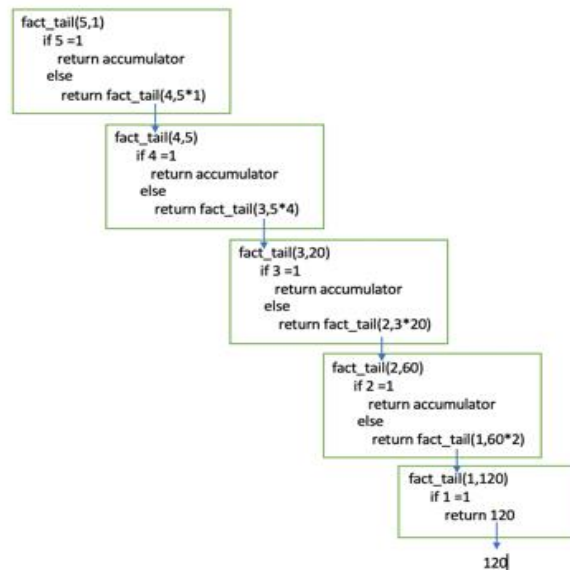 fact_tail(5,1)
if 5 =1
return accumulator
else
return fact_tail(4,5*1)
fact_tail(4,5)
if 4 =1
return accumulator
else
return fact_tail(3,5*4)
fact_tail(3,20)
if 3 =1
return accumulator
else
return fact_tail(2,3*20)
fact_tail(2,60)
if 2 =1
return accumulator
else
return fact_tail(1,60*2)
fact_tail(1,120)
if 1 =1
return 120
120